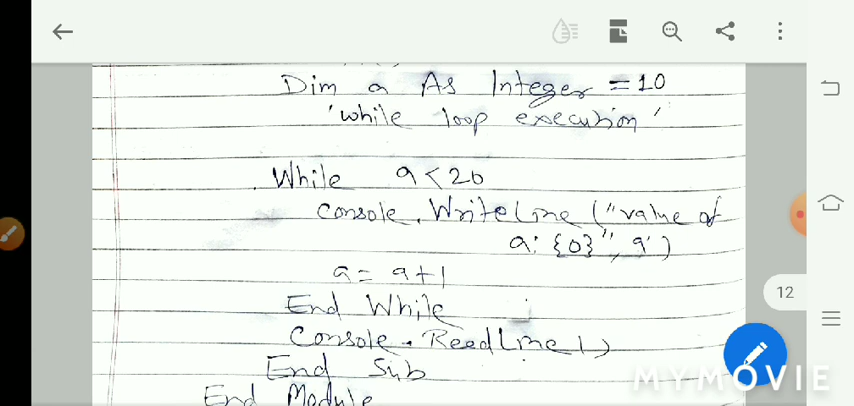 Dim a As Integer = 10
'while loop execution'
While a < 20
Console.WriteLine ("value of
a: {0}", a)
a = a + 1
End While
Console.ReedLine()
End Sub
End Module
12
MYMOVIE